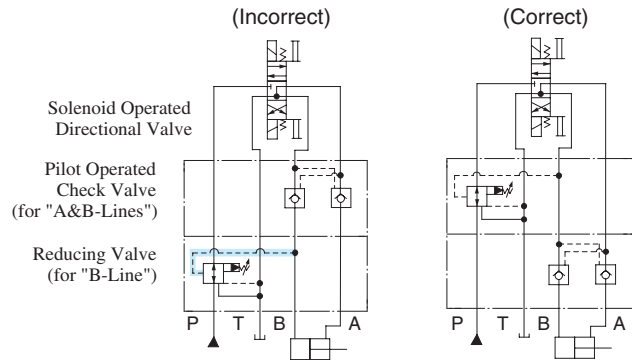 (Incorrect)
(Correct)
Solenoid Operated
Directional Valve
Pilot Operated
Check Valve
(for "A&B-Lines")
Reducing Valve
(for "B-Line")
P T B A
P T B A